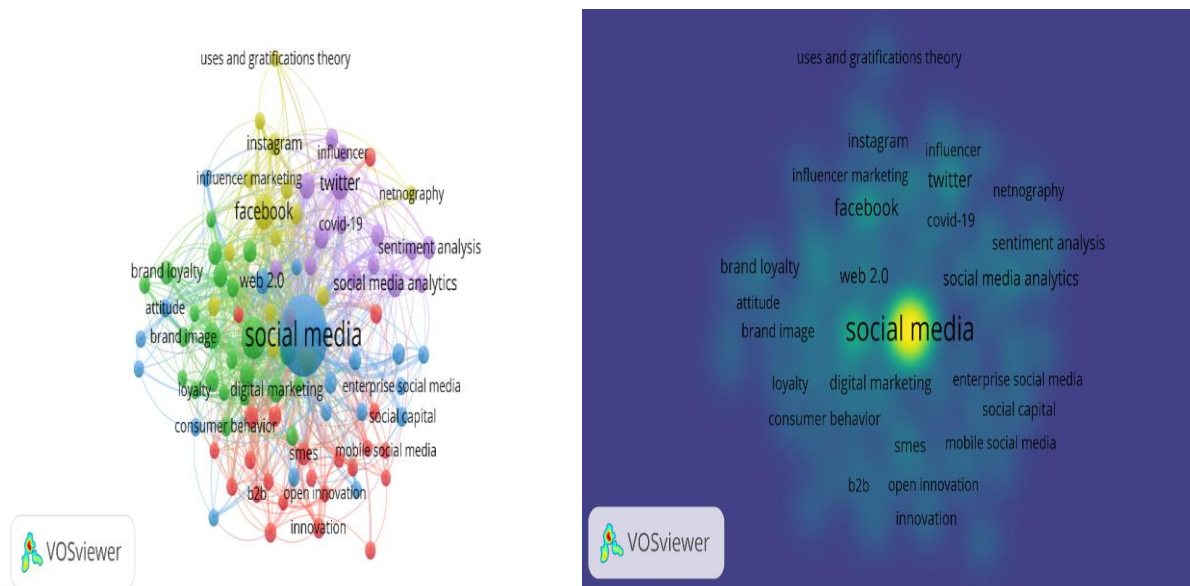 uses and gratifications theory
instagram
influencer
influencer marketing
twitter
netnography
facebook
covid-19
sentiment analysis
brand loyalty
web 2.0
social media analytics
attitude
brand image
social media
loyalty
digital marketing
enterprise social media
consumer behavior
social capital
smes
mobile social media
b2b
open innovation
innovation
VOSviewer
uses and gratifications theory
instagram
influencer
influencer marketing
twitter
netnography
facebook
covid-19
sentiment analysis
brand loyalty
web 2.0
social media analytics
attitude
brand image
social media
loyalty
digital marketing
enterprise social media
consumer behavior
social capital
smes
mobile social media
b2b
open innovation
innovation
VOSviewer